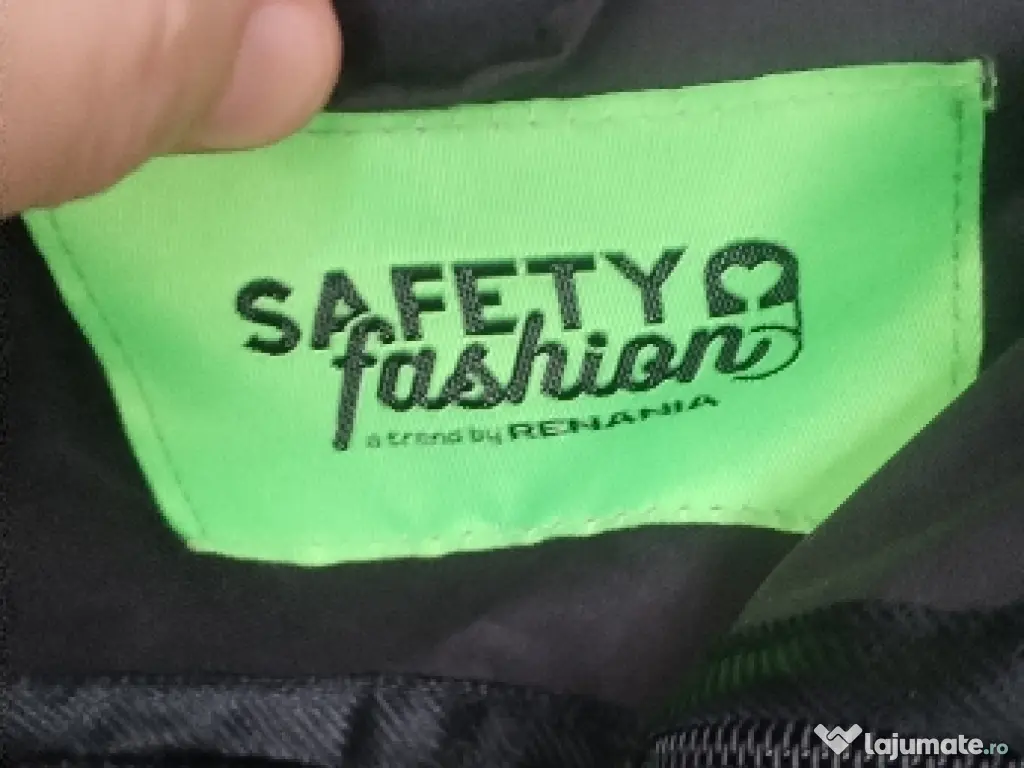 SAFETY
fashion
a trend by RENANIA
lajumate.ro